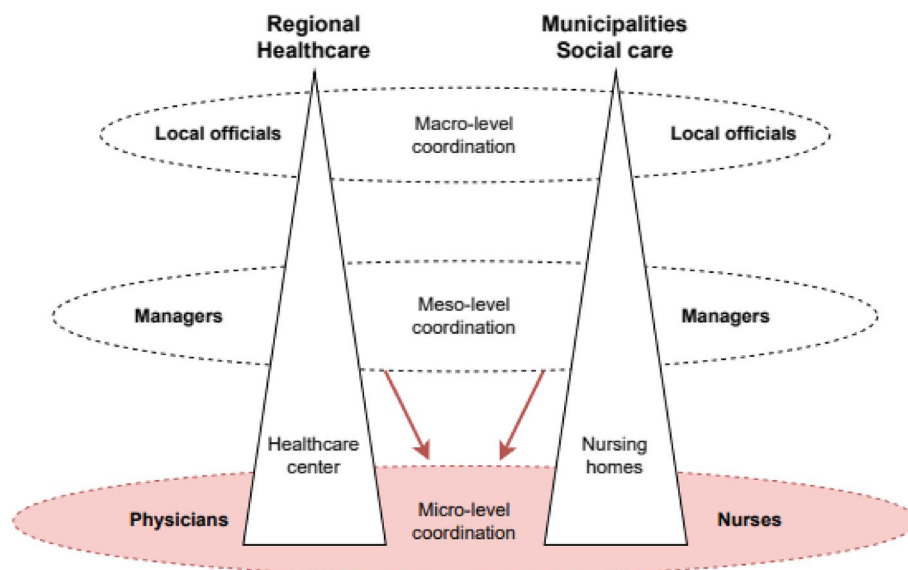 Regional
Healthcare
Municipalities
Social care
Local officials
Macro-level
coordination
Local officials
Managers
Meso-level
coordination
Managers
Healthcare
center
Nursing
homes
Physicians
Micro-level
coordination
Nurses